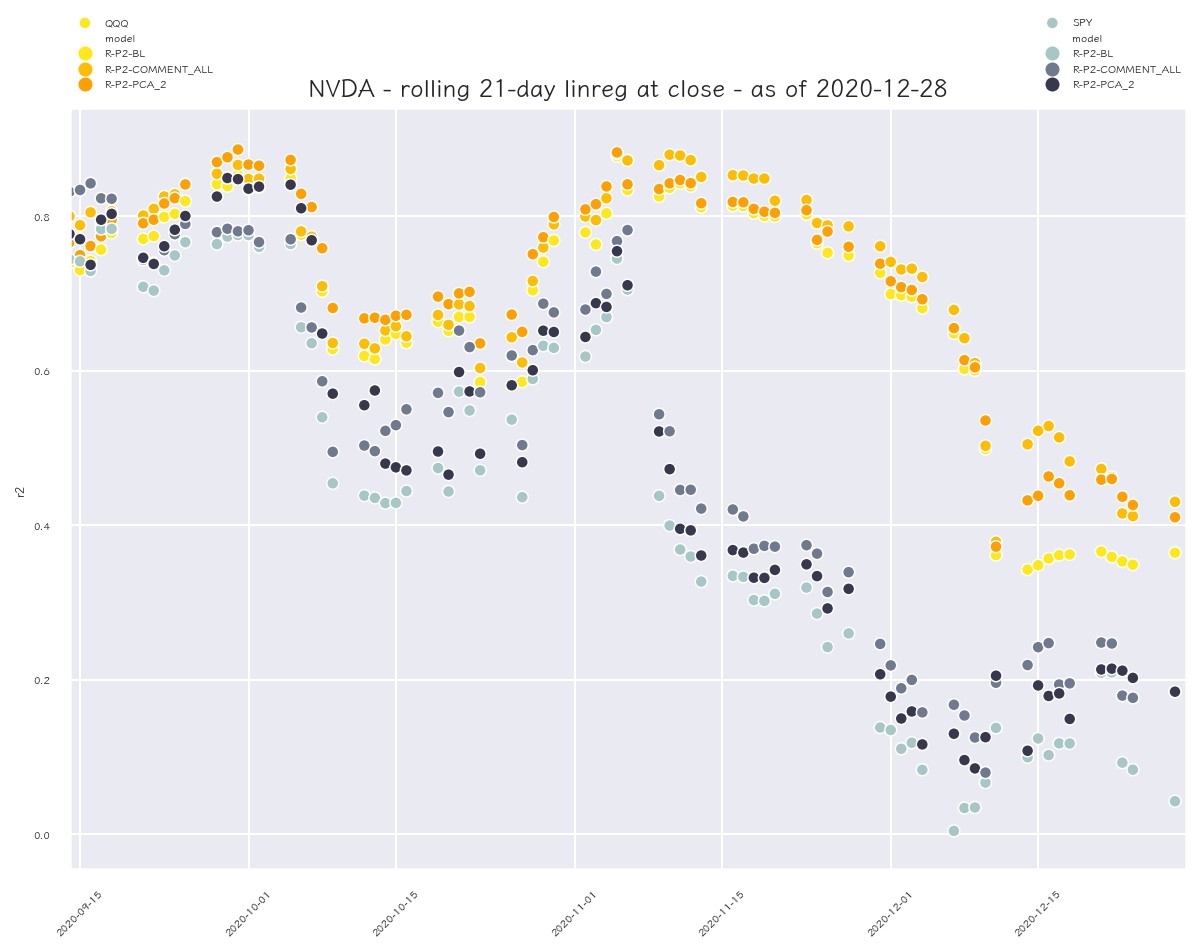 QQQ
model
R-P2-BL
R-P2-COMMENT_ALL
R-P2-PCA_2
SPY
model
R-P2-BL
R-P2-COMMENT_ALL
R-P2-PCA_2
NVDA - rolling 21-day linreg at close - as of 2020-12-28
r2
0.8
0.6
0.4
0.2
0.0
2020-09-15
2020-10-01
2020-10-15
2020-11-01
2020-11-15
2020-12-01
2020-12-15